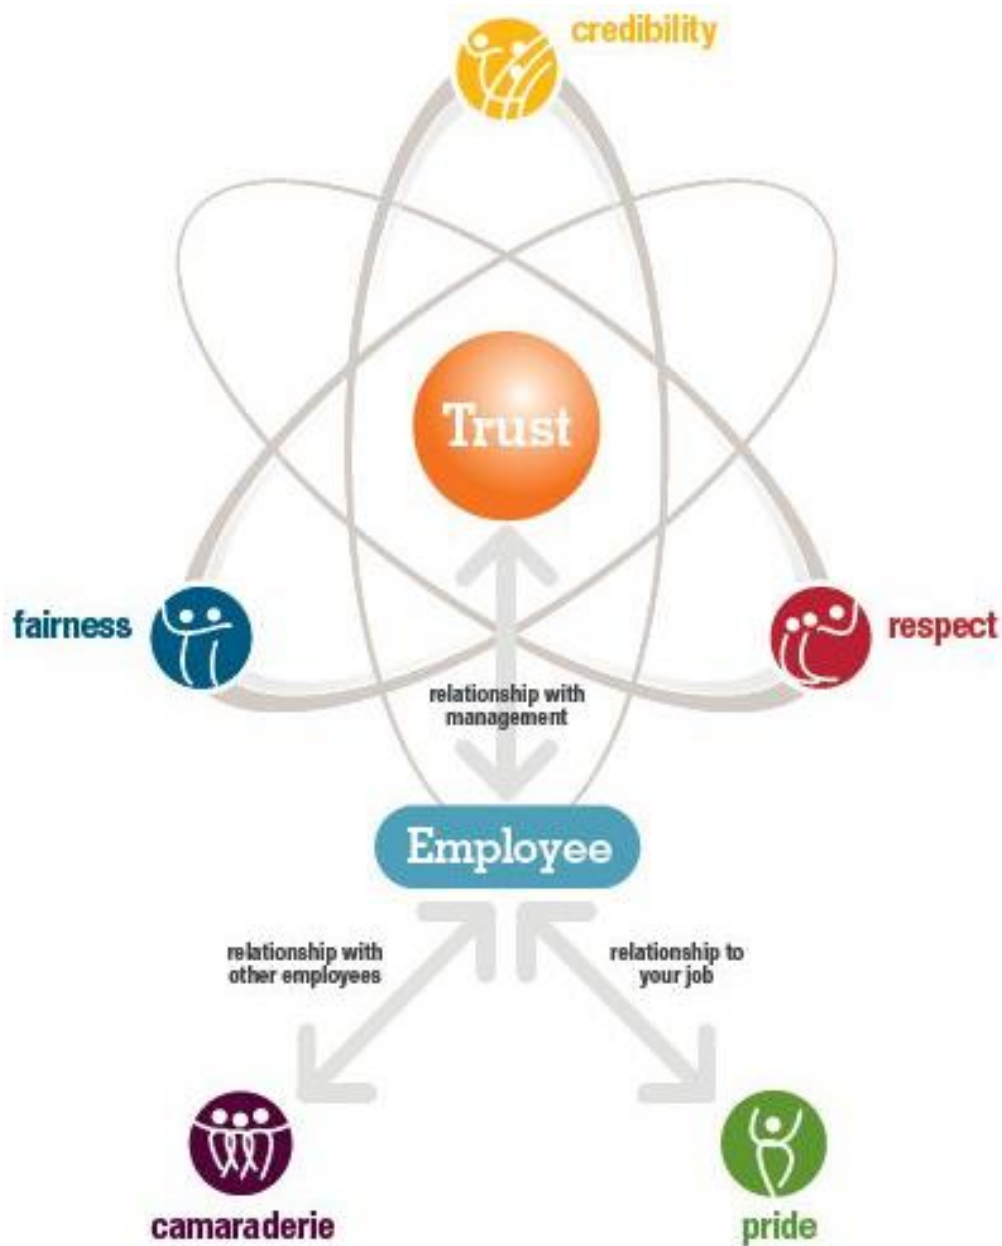 credibility
Trust
fairness
respect
relationship with
management
Employee
relationship with
other employees
relationship to
your job
camaraderie
pride